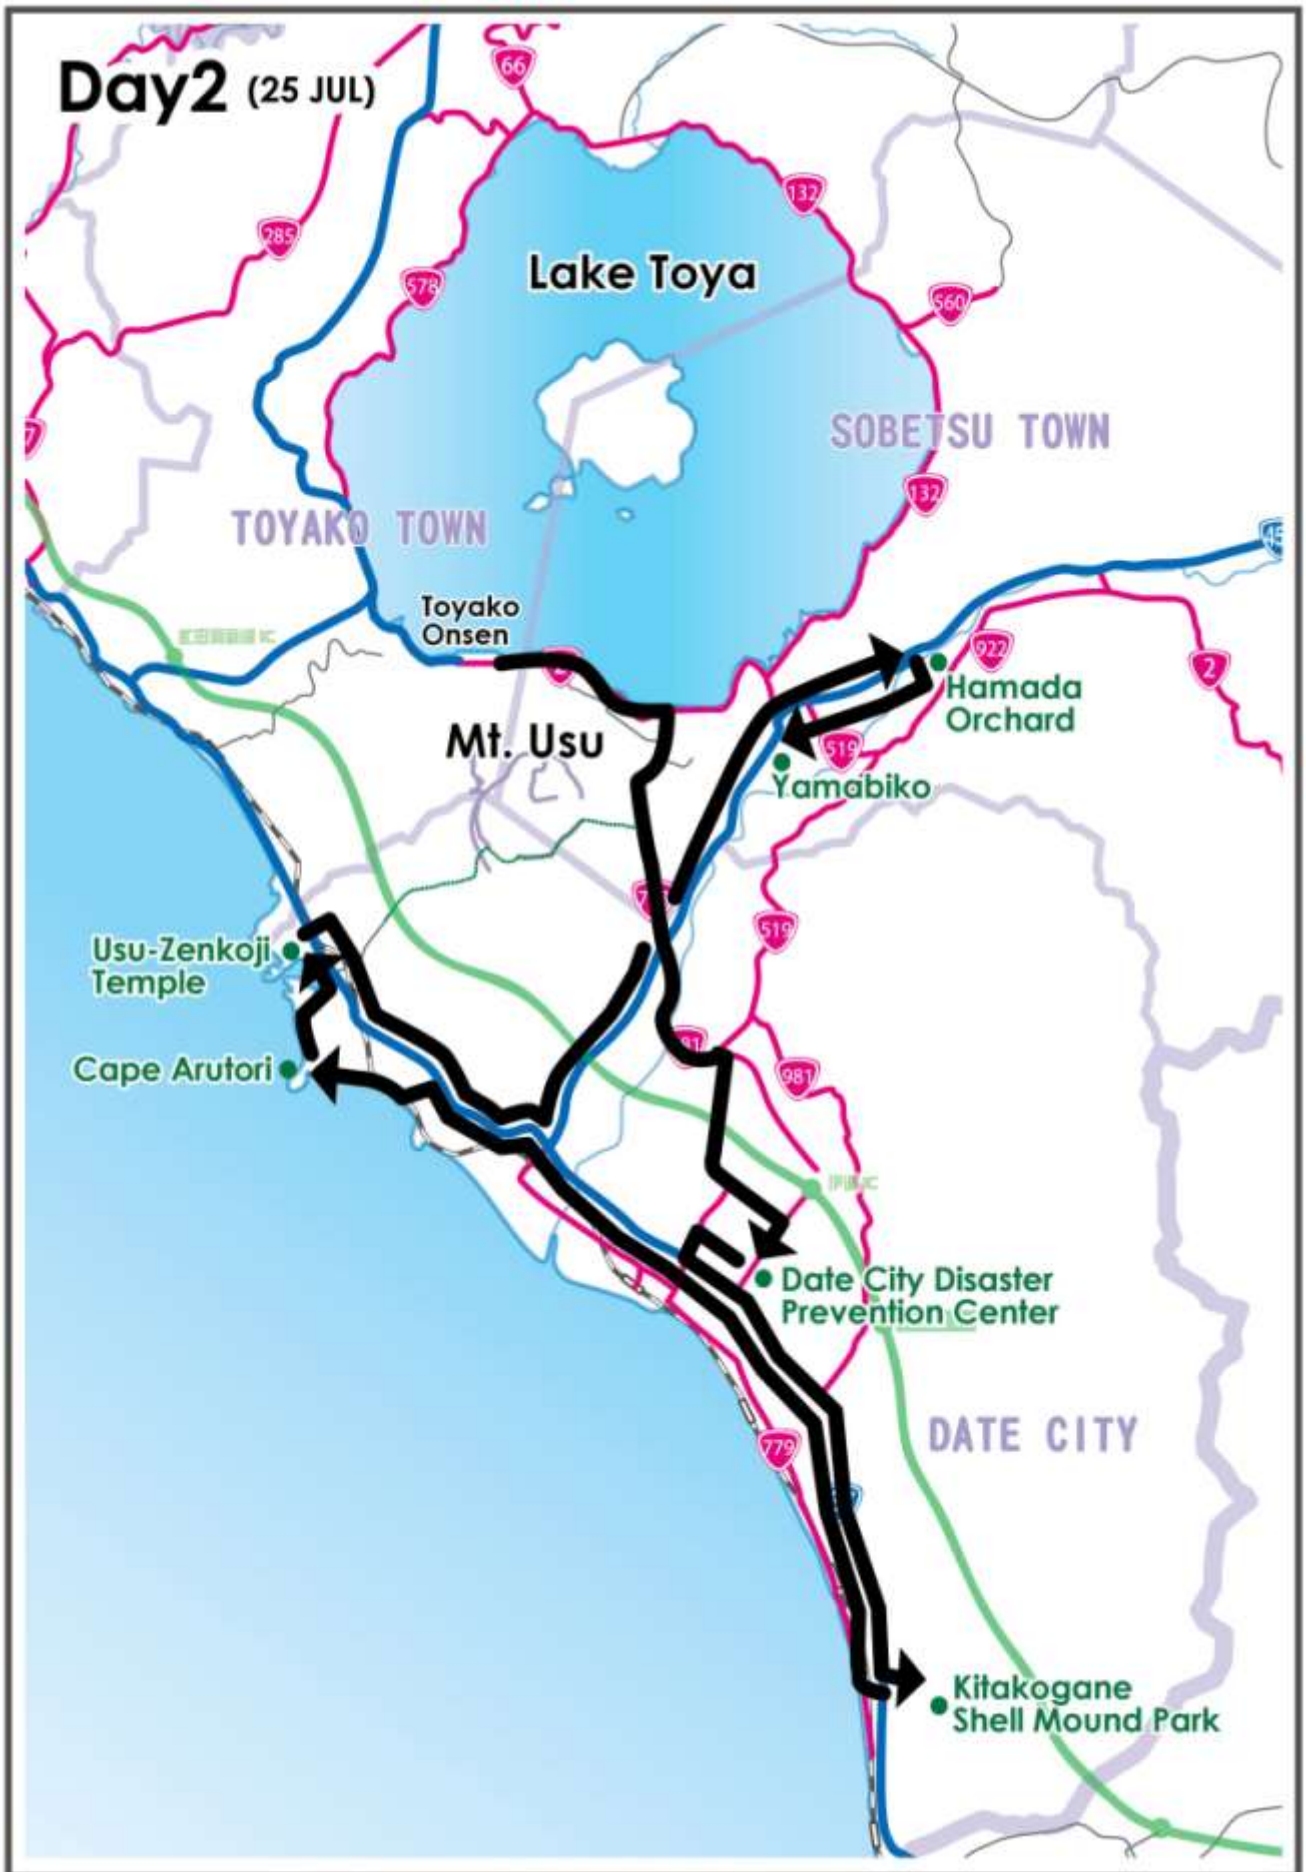 Day2 (25 JUL)
66
132
285
Lake Toya
578
560
SOBETSU TOWN
132
TOYAKO TOWN
Toyako
Onsen
922
2
Hamada
Orchard
Mt. Usu
519
Yamabiko
519
Usu-Zenkoji
Temple
Cape Arutori
981
Date City Disaster
Prevention Center
DATE CITY
779
Kitakogane
Shell Mound Park